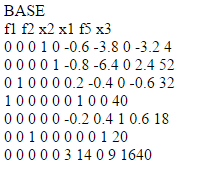 BASE
f1 f2 x2 x1 f5 x3
0 0 0 1 0 -0.6 -3.8 0 -3.2 4
0 0 0 0 1 -0.8 -6.4 0 2.4 52
0 1 0 0 0 0.2 -0.4 0 -0.6 32
1 0 0 0 0 0 1 0 0 40
0 0 0 0 0 -0.2 0.4 1 0.6 18
0 0 1 0 0 0 0 0 1 20
0 0 0 0 0 3 14 0 9 1640